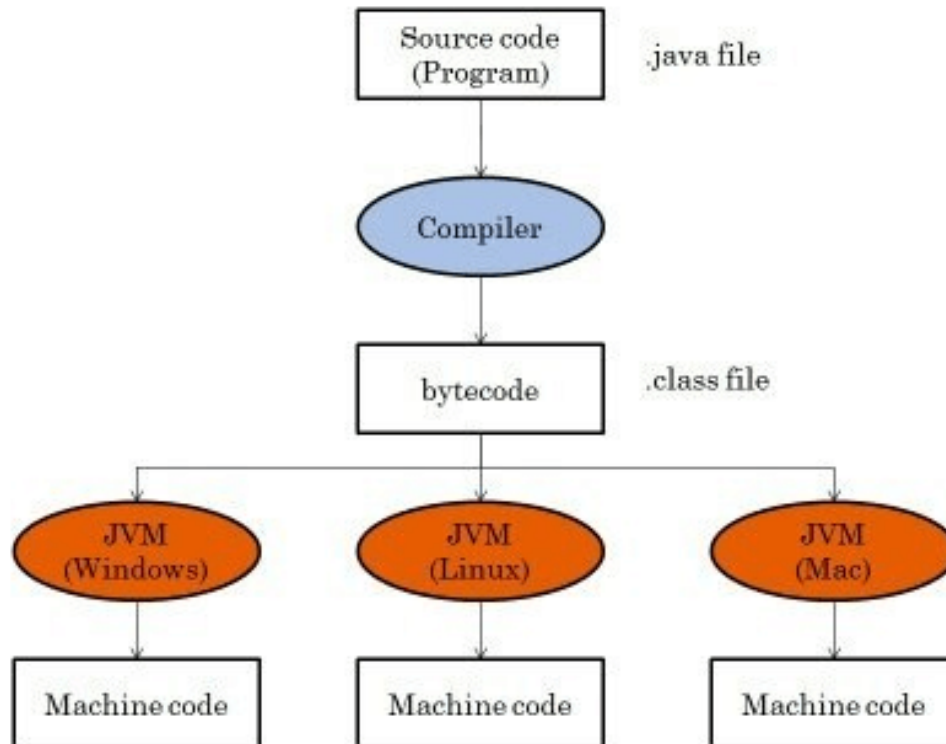 Source code
(Program)
.java file
Compiler
bytecode
.class file
JVM
(Windows)
JVM
(Linux)
JVM
(Mac)
Machine code
Machine code
Machine code